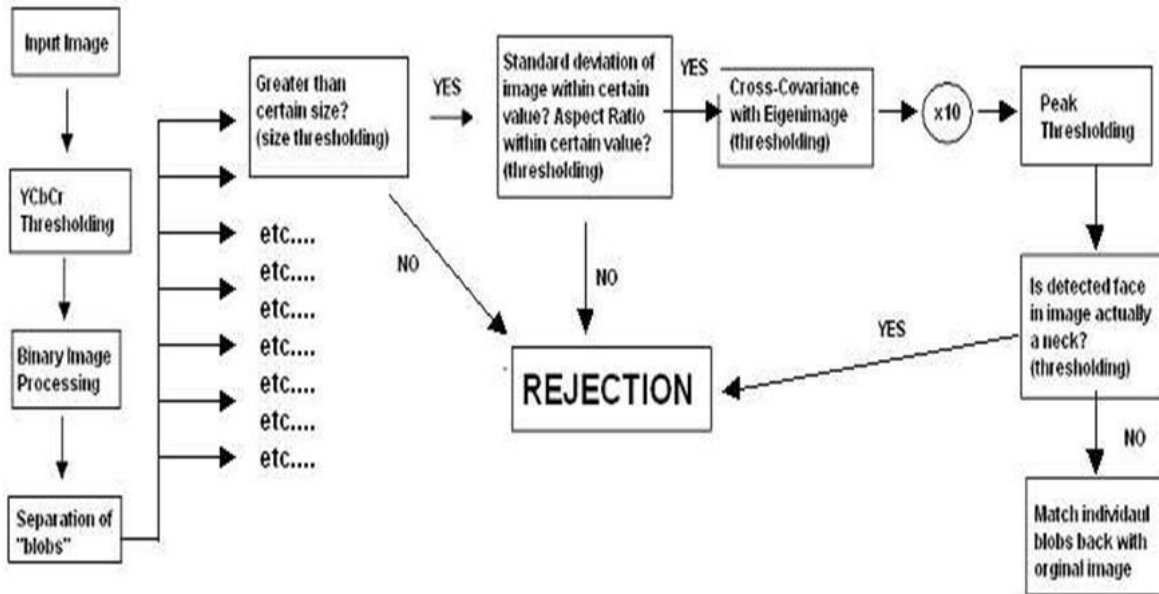 Input Image
YCbCr
Thresholding
Binary Image
Processing
Separation of
"blobs"
Greater than
certain size?
(size thresholding)
YES
NO
etc....
etc....
etc....
etc....
etc....
etc....
etc....
Standard deviation of
image within certain
value? Aspect Ratio
within certain value?
(thresholding)
YES
NO
REJECTION
Cross-Covariance
with Eigenimage
(thresholding)
x10
Peak
Thresholding
Is detected face
in image actually
a neck?
(thresholding)
YES
NO
Match individaul
blobs back with
orginal image